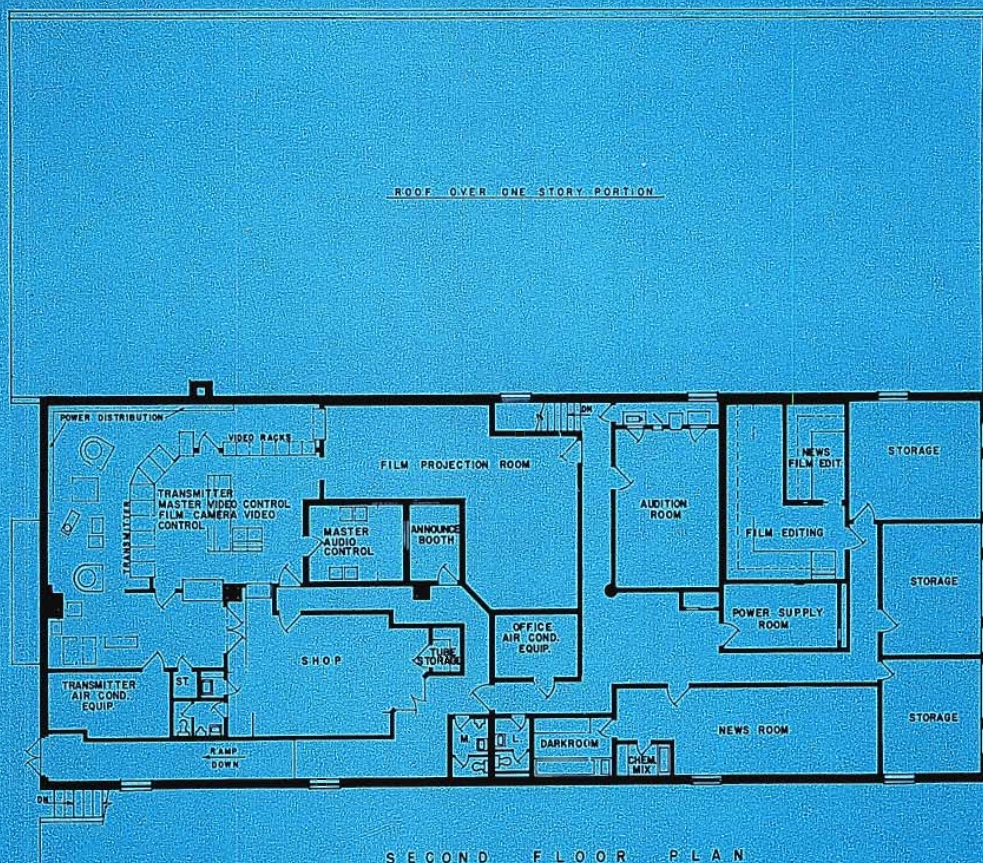 ROOF OVER ONE STORY PORTION
POWER DISTRIBUTION
VIDEO RACKS
TRANSMITTER
MASTER VIDEO CONTROL
FILM CAMERA VIDEO
CONTROL
TRANSMITTER
FILM PROJECTION ROOM
MASTER
AUDIO
CONTROL
ANNOUNCE
BOOTH
DN
AUDITION
ROOM
NEWS
FILM EDIT.
FILM EDITING
STORAGE
STORAGE
POWER SUPPLY
ROOM
OFFICE
AIR COND.
EQUIP.
SHOP
TUBE
STORAGE
TRANSMITTER
AIR COND.
EQUIP.
ST.
RAMP
DOWN
M.
L.
DARKROOM
CHEM.
MIX
NEWS ROOM
STORAGE
DN
SECOND FLOOR PLAN